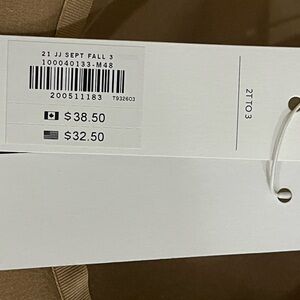 21 JJ SEPT FALL 3
100040133-M48
200511183 T932603
$38.50
$32.50
2T TO 3